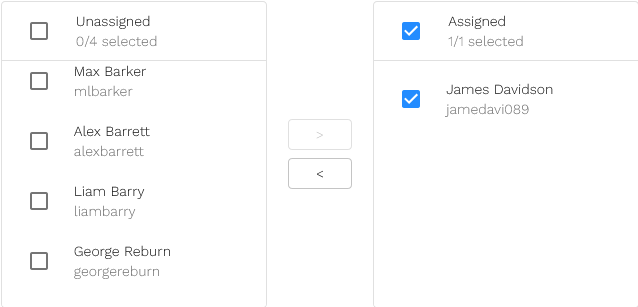 Unassigned
0/4 selected
Max Barker
mlbarker
Alex Barrett
alexbarrett
Liam Barry
liambarry
George Reburn
georgereburn
>
<
Assigned
1/1 selected
James Davidson
jamedavi089